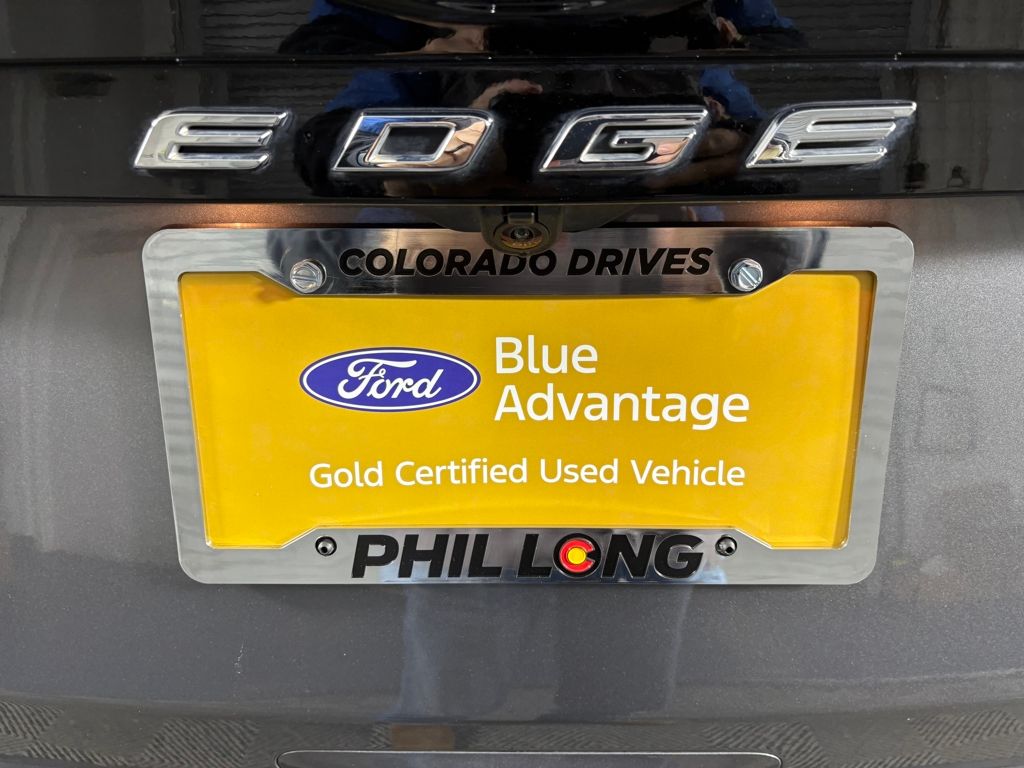 EDGE
COLORADO DRIVES
Ford
Blue
Advantage
Gold Certified Used Vehicle
PHIL LONG